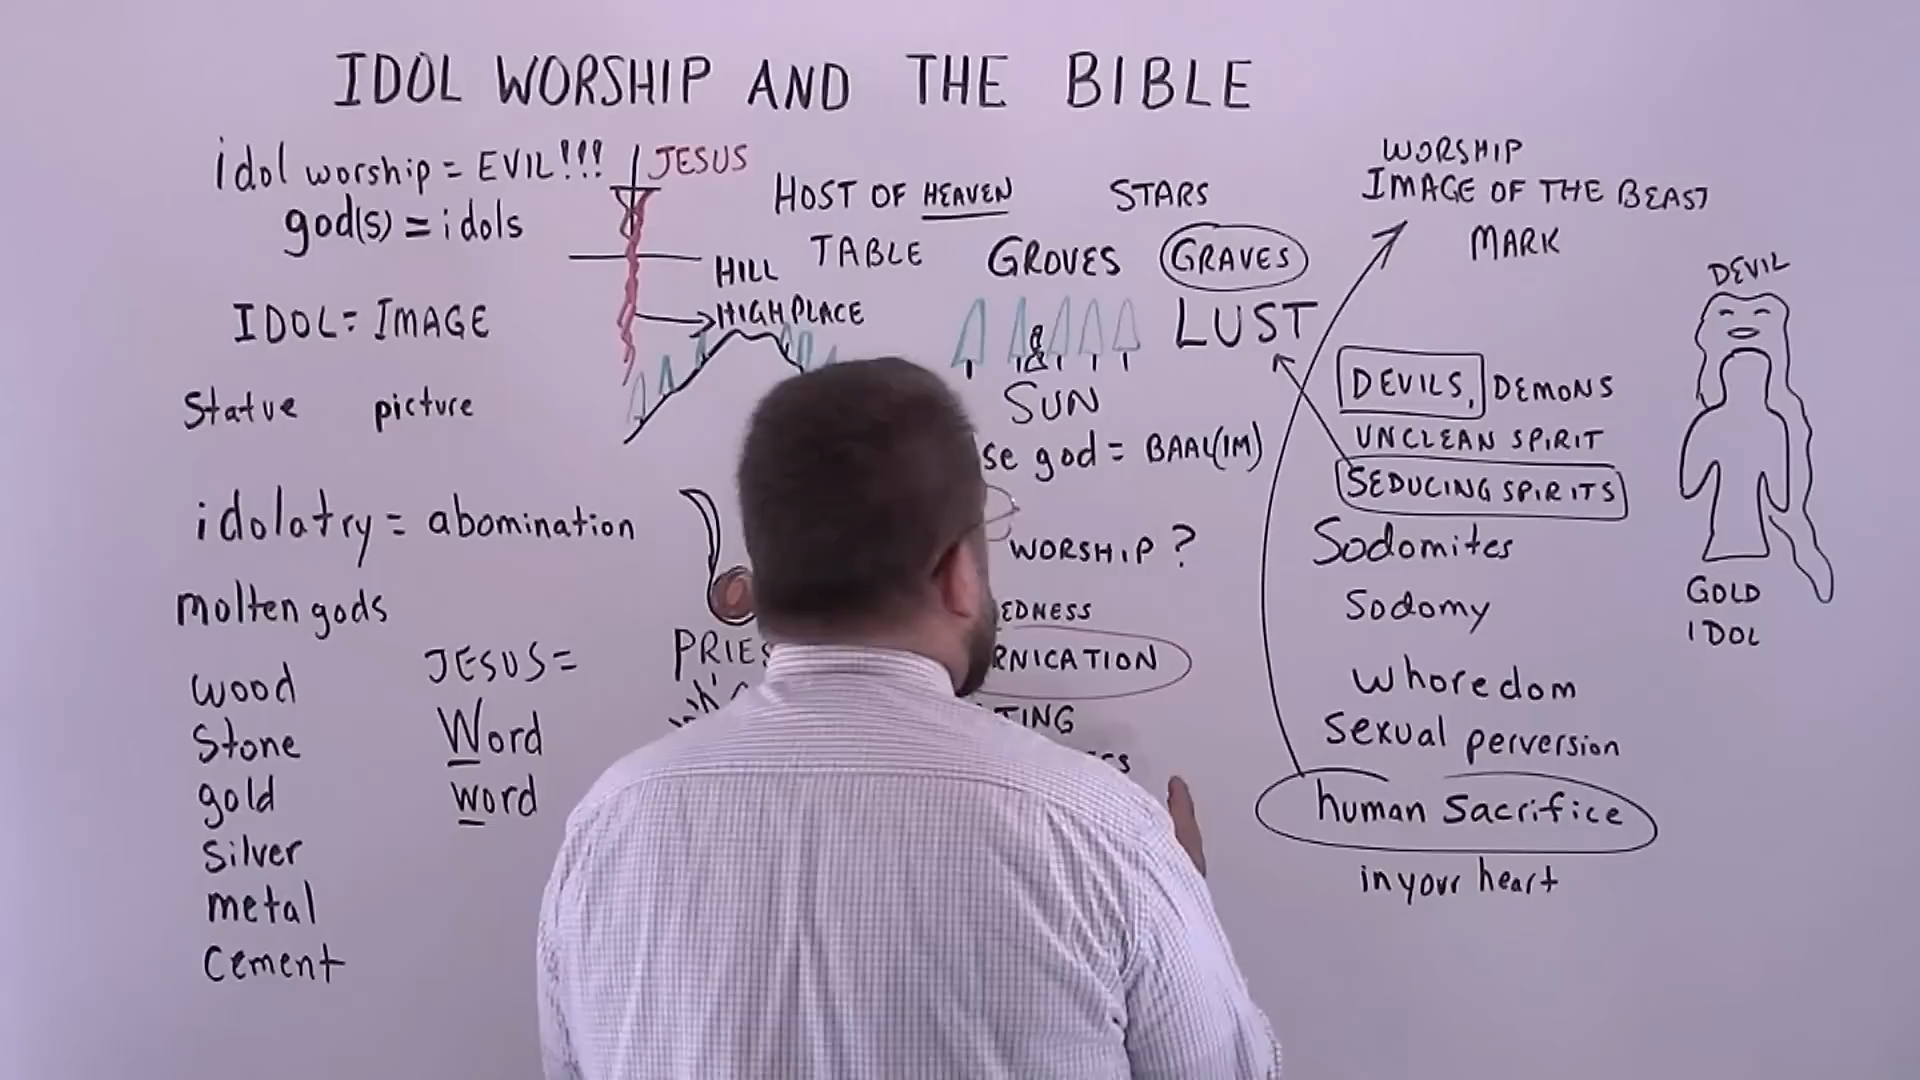 IDOL WORSHIP AND THE BIBLE
idol worship = EVIL!!!
god(s) = idols
IDOL = IMAGE
Statue picture
idolatry = abomination
molten gods
wood
Stone
gold
Silver
metal
Cement
JESUS =
Word
word
JESUS
HILL
HIGH PLACE
HOST OF HEAVEN
TABLE
STARS
GROVES
GRAVES
LUST
SUN
god = BAAL(IM)
WORSHIP ?
WORSHIP
IMAGE OF THE BEAST
MARK
DEVILS, DEMONS
UNCLEAN SPIRIT
SEDUCING SPIRITS
Sodomites
Sodomy
whoredom
Sexual perversion
human Sacrifice
in your heart
DEVIL
GOLD
IDOL